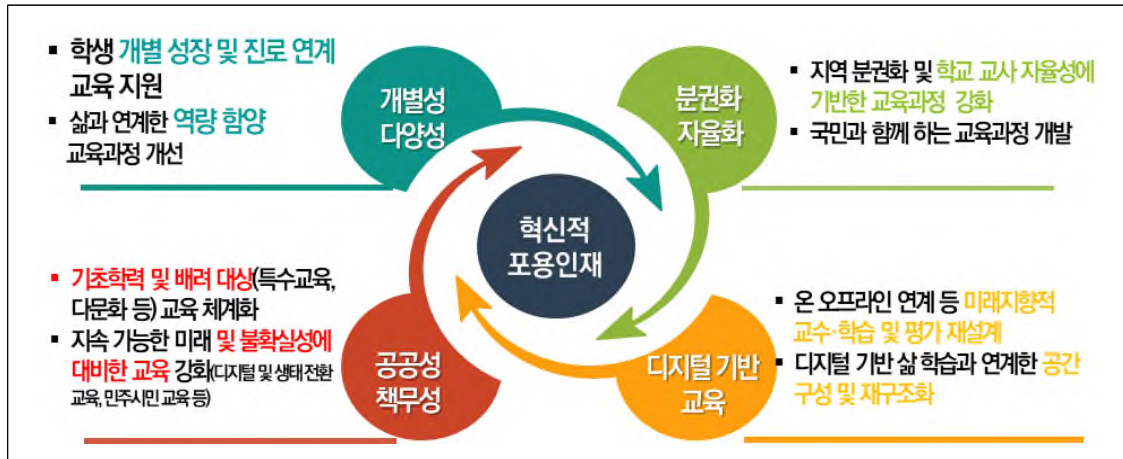 ▪ 학생 개별 성장 및 진로 연계
교육 지원
▪ 삶과 연계한 역량 함양
교육과정 개선
개별성
다양성
분권화
자율화
▪ 지역 분권화 및 학교 교사 자율성에
기반한 교육과정 강화
▪ 국민과 함께 하는 교육과정 개발
혁신적
포용인재
▪ 기초학력 및 배려 대상(특수교육,
다문화 등) 교육 체계화
▪ 지속 가능한 미래 및 불확실성에
대비한 교육 강화(디지털 및 생태 전환
교육, 민주시민 교육 등)
공공성
책무성
디지털 기반
교육
▪ 온 오프라인 연계 등 미래지향적
교수·학습 및 평가 재설계
▪ 디지털 기반 삶 학습과 연계한 공간
구성 및 재구조화